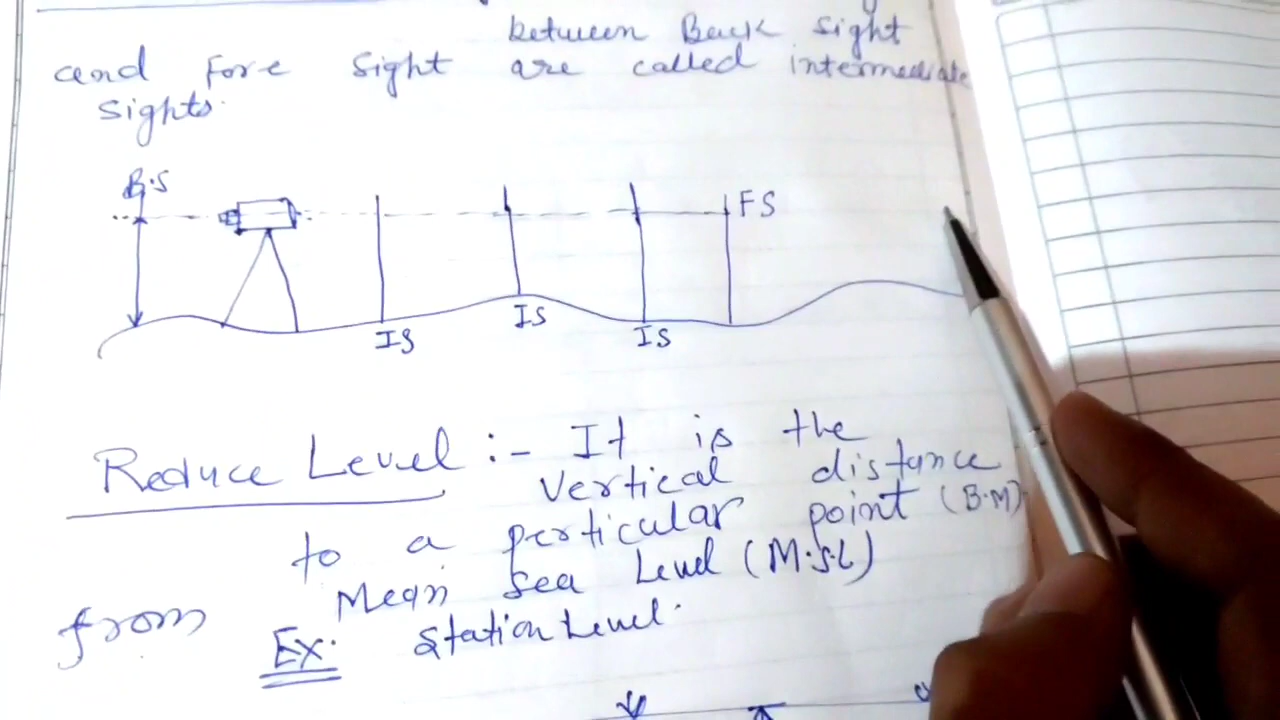 between Back Sight
and Fore Sight are called intermediate
Sights.
B.S
FS
IS
IS
IS
Reduce Level :- It is the
vertical distance
to a perticular point (B.M)
from Mean Sea Level (M.S.L)
Ex: Station Level.